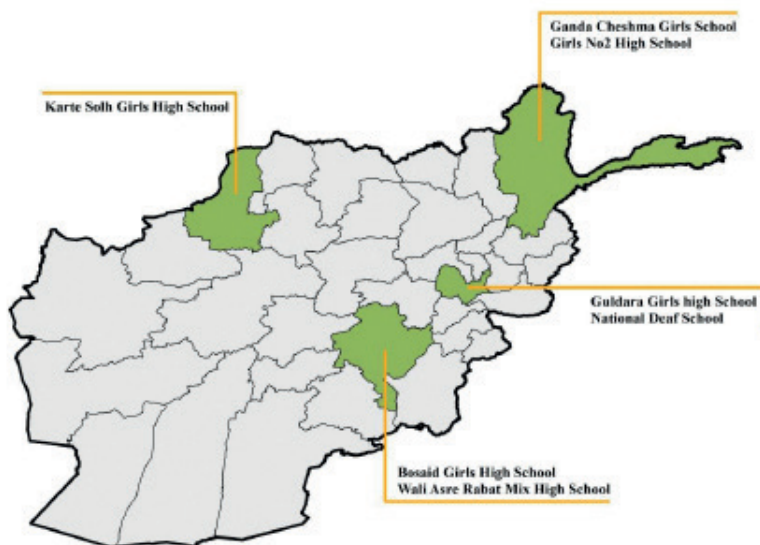 Ganda Cheshma Girls School
Girls No2 High School
Karte Solh Girls High School
Guldara Girls high School
National Deaf School
Bosaid Girls High School
Wali Asre Rabat Mix High School